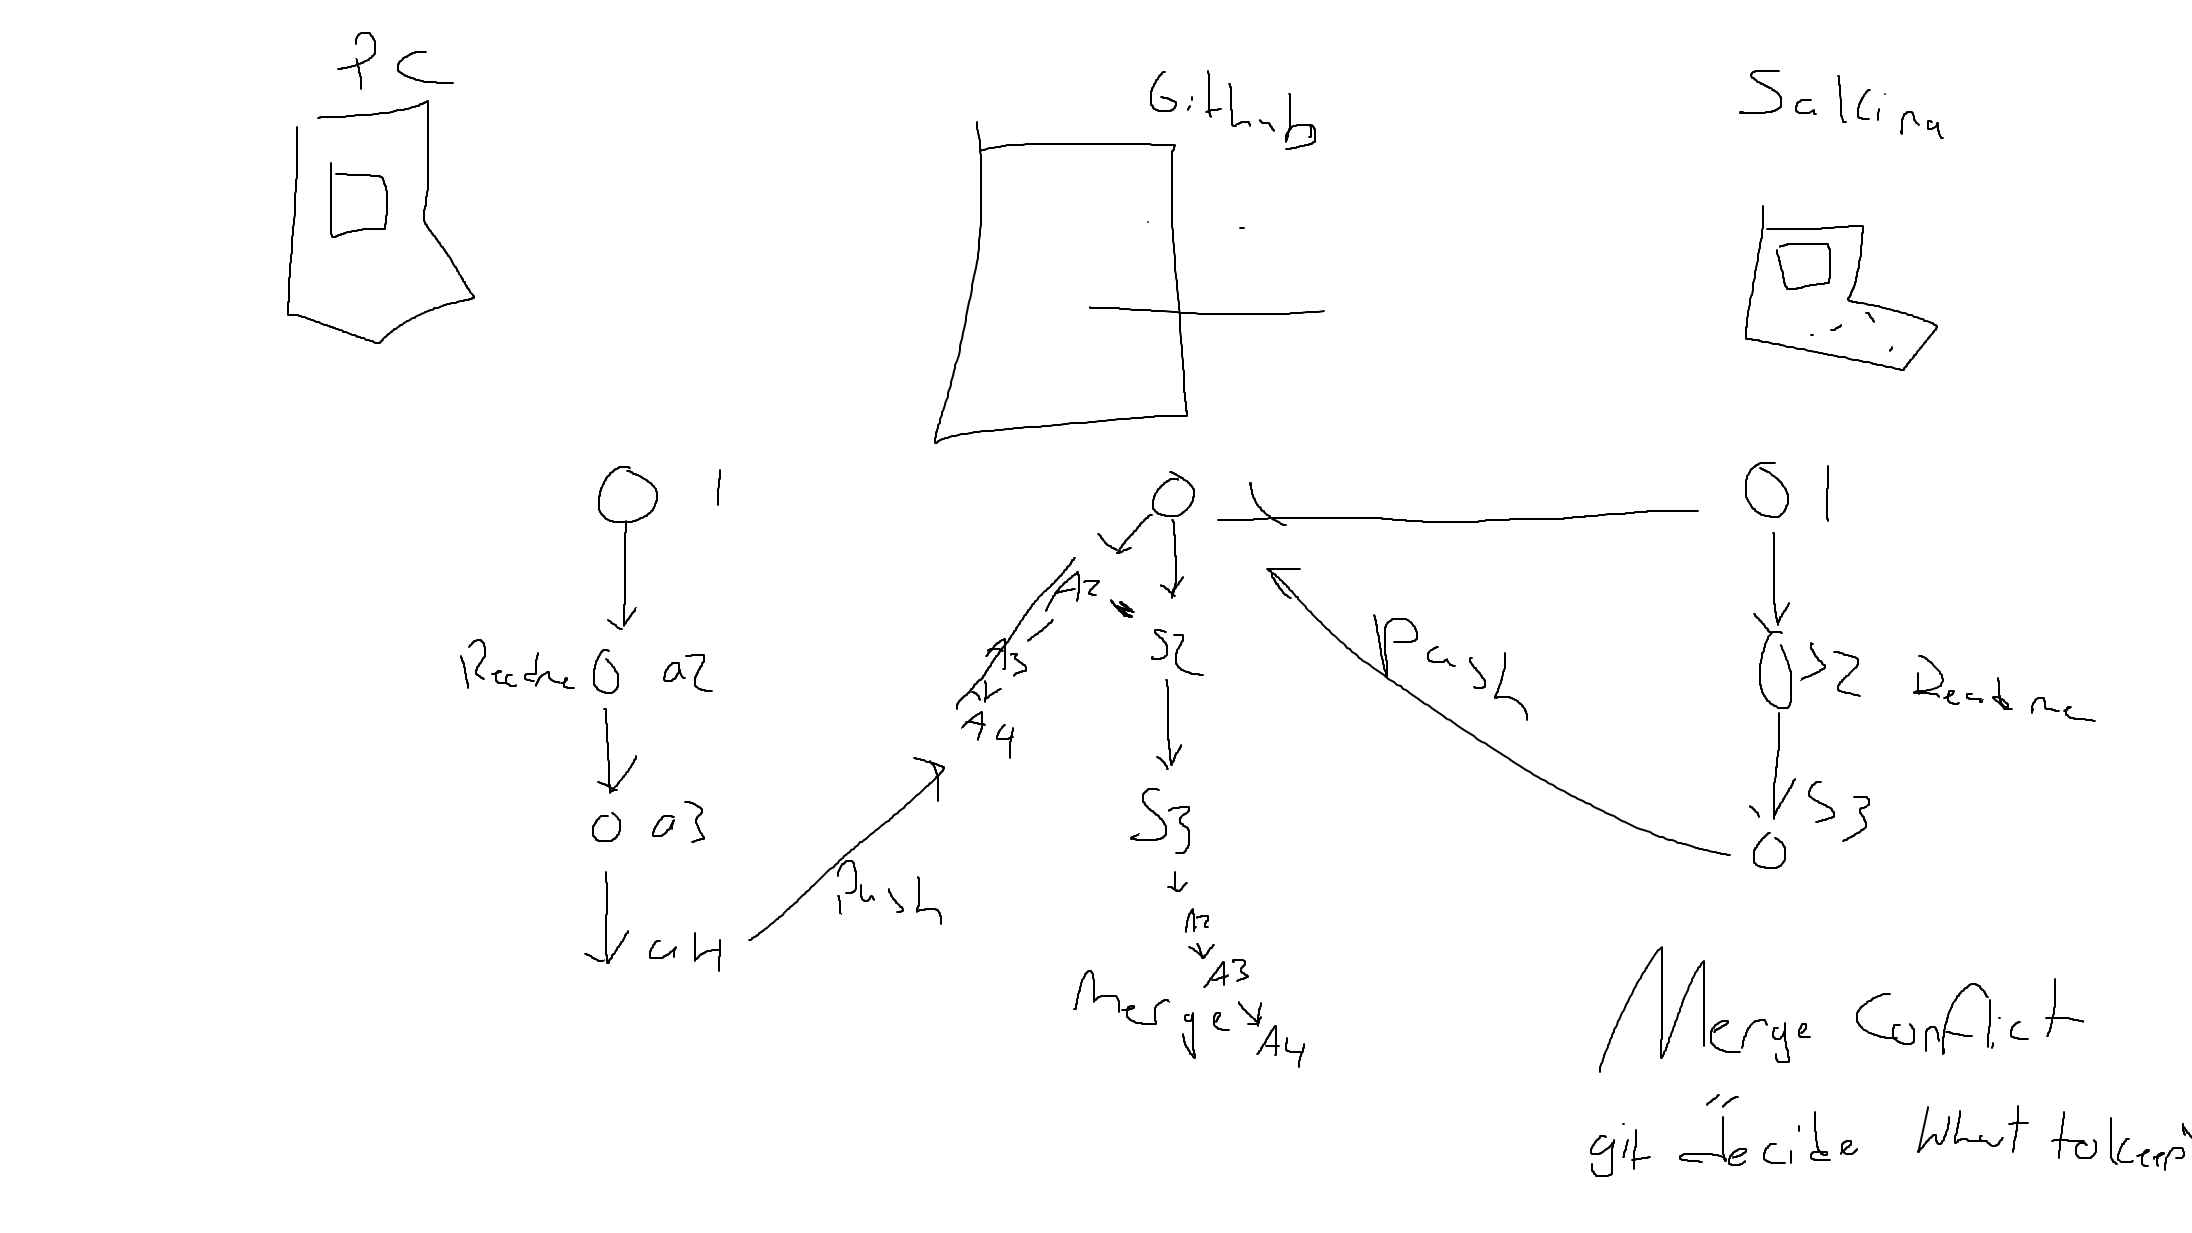 PC
Github
Salcina
1
1
A2
S2
Readme
a2
A3
Push
S2
Readme
A4
a3
S3
S3
Push
a4
A2
A3
Merge
A4
Merge Conflict
git "decide what to keep"